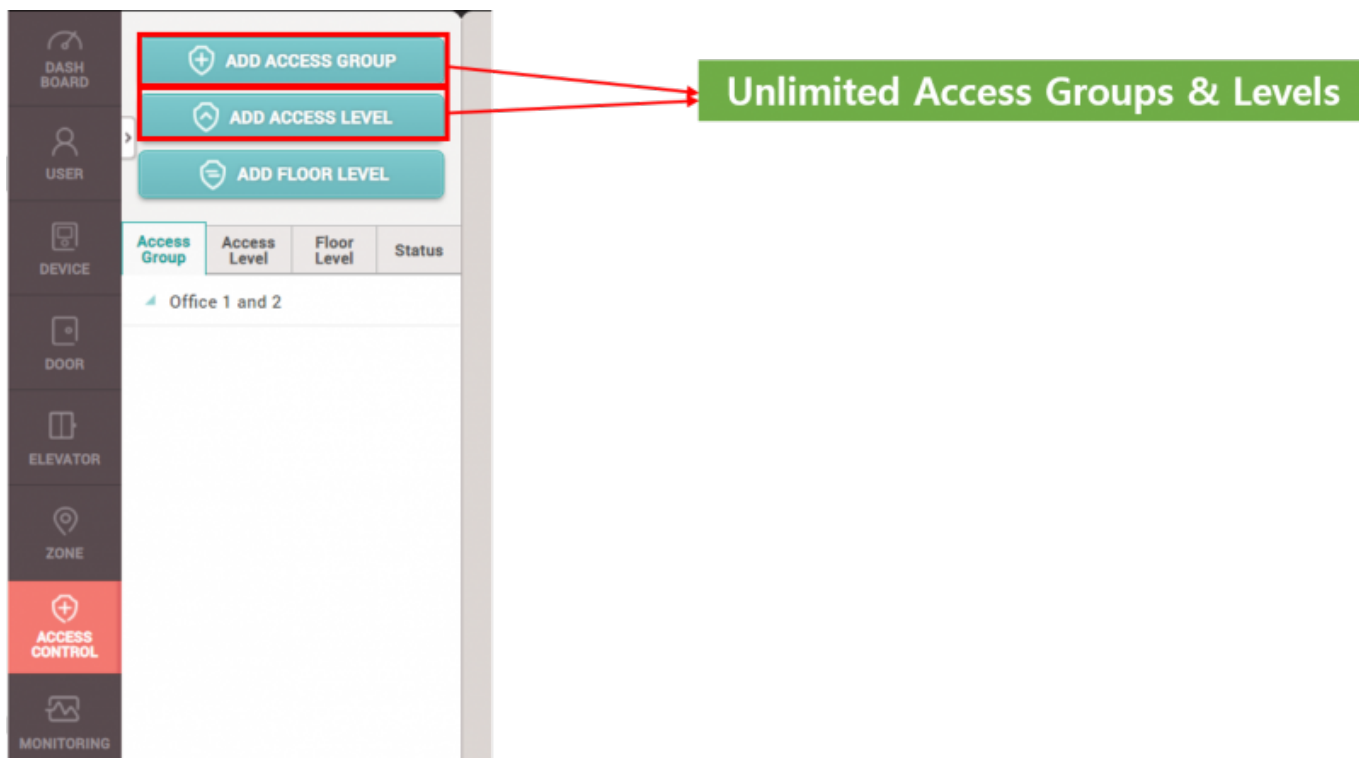 DASH
BOARD
USER
DEVICE
DOOR
ELEVATOR
ZONE
ACCESS
CONTROL
MONITORING
ADD ACCESS GROUP
ADD ACCESS LEVEL
ADD FLOOR LEVEL
Access
Group
Access
Level
Floor
Level
Status
Office 1 and 2
Unlimited Access Groups & Levels